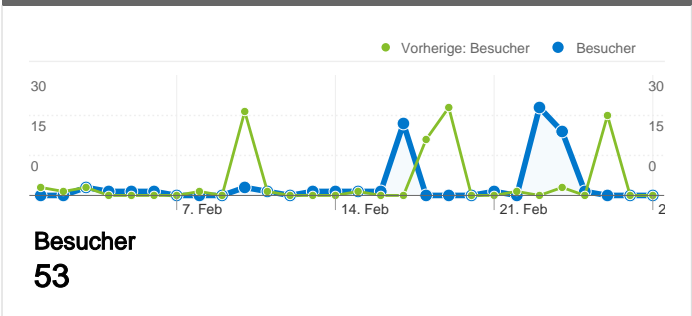 Vorherige: Besucher Besucher
30 30
15 15
0 0
7. Feb 14. Feb 21. Feb 2
Besucher
53